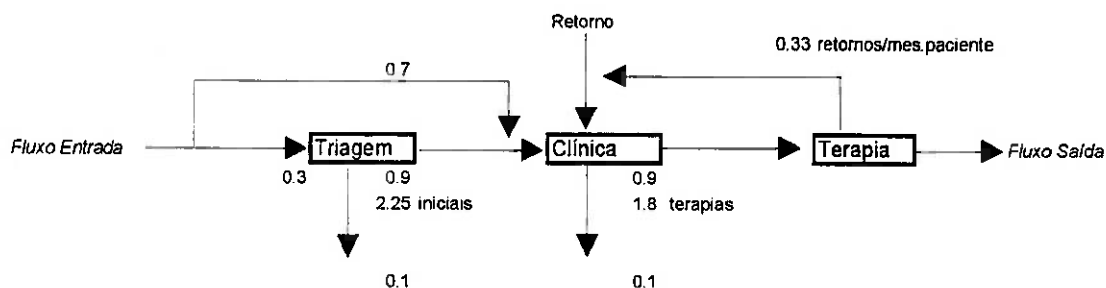 Retorno
0.33 retornos/mes.paciente
0.7
Fluxo Entrada
Triagem
Clínica
Terapia
Fluxo Saída
0.3
0.9
0.9
2.25 iniciais
1.8 terapias
0.1
0.1